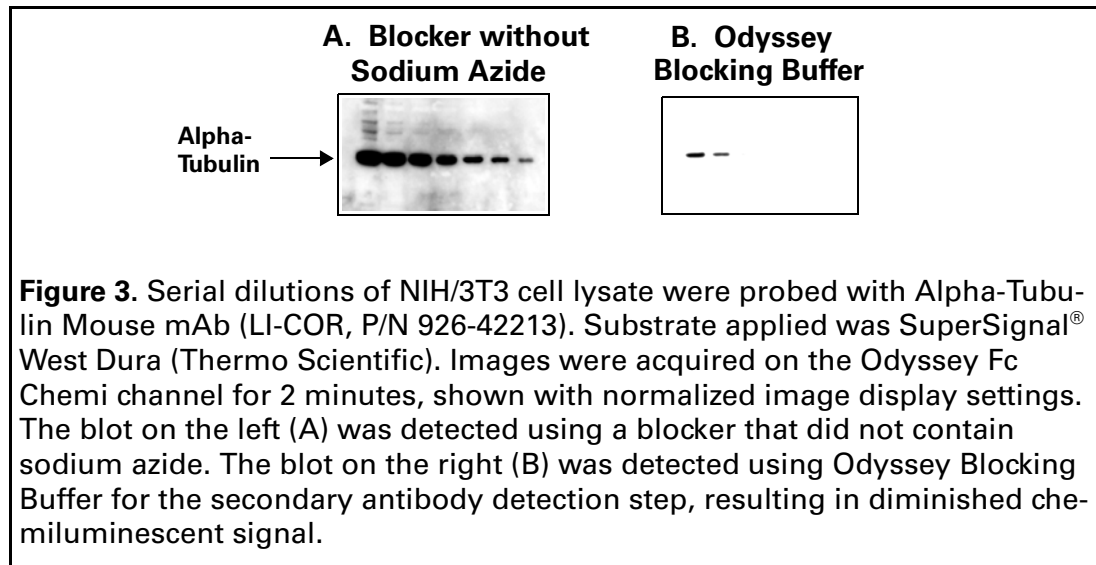 A. Blocker without
Sodium Azide
B. Odyssey
Blocking Buffer
Alpha-
Tubulin
Figure 3. Serial dilutions of NIH/3T3 cell lysate were probed with Alpha-Tubu-
lin Mouse mAb (LI-COR, P/N 926-42213). Substrate applied was SuperSignal®
West Dura (Thermo Scientific). Images were acquired on the Odyssey Fc
Chemi channel for 2 minutes, shown with normalized image display settings.
The blot on the left (A) was detected using a blocker that did not contain
sodium azide. The blot on the right (B) was detected using Odyssey Blocking
Buffer for the secondary antibody detection step, resulting in diminished che-
miluminescent signal.